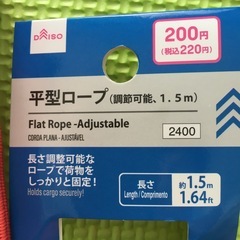 DAISO
200円
(税込220円)
平型ロープ(調節可能、1.5m)
Flat Rope -Adjustable
CORDA PLANA - AJUSTÁVEL
2400
長さ調整可能な
ロープで荷物を
しっかりと固定!
Holds cargo securely!
長さ
Length / Comprimento
約1.5m
1.64ft